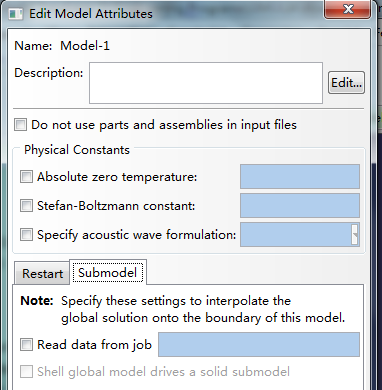 Edit Model Attributes
Name: Model-1
Description:
Edit...
Do not use parts and assemblies in input files
Physical Constants
Absolute zero temperature:
Stefan-Boltzmann constant:
Specify acoustic wave formulation:
Restart Submodel
Note: Specify these settings to interpolate the
global solution onto the boundary of this model.
Read data from job
Shell global model drives a solid submodel